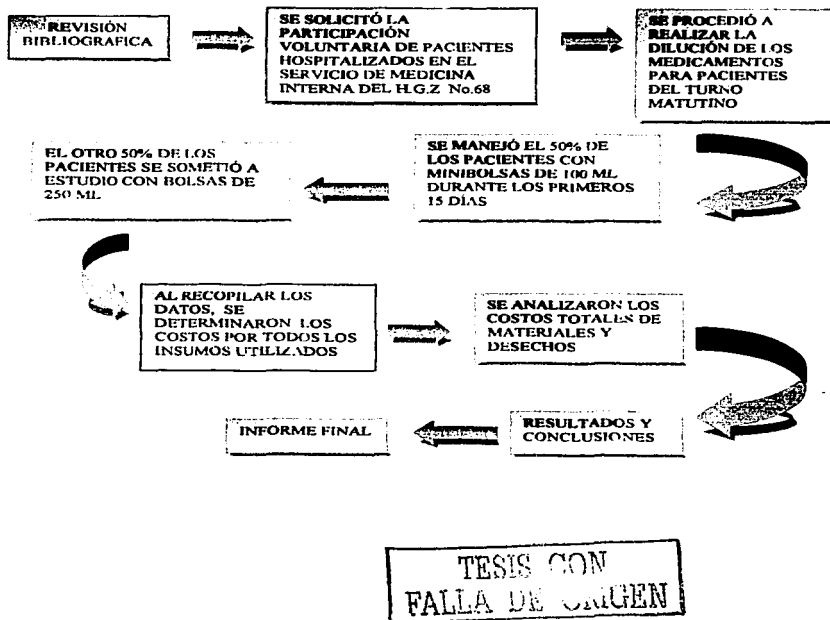 REVISIÓN
BIBLIOGRAFICA
SE SOLICITÓ LA
PARTICIPACIÓN
VOLUNTARIA DE PACIENTES
HOSPITALIZADOS EN EL
SERVICIO DE MEDICINA
INTERNA DEL H.G.Z No.68
SE PROCEDIÓ A
REALIZAR LA
DILUCIÓN DE LOS
MEDICAMENTOS
PARA PACIENTES
DEL TURNO
MATUTINO
SE MANEJÓ EL 50% DE
LOS PACIENTES CON
MINIBOLSAS DE 100 ML
DURANTE LOS PRIMEROS
15 DÍAS
EL OTRO 50% DE LOS
PACIENTES SE SOMETIÓ A
ESTUDIO CON BOLSAS DE
250 ML
AL RECOPILAR LOS
DATOS, SE
DETERMINARON LOS
COSTOS POR TODOS LOS
INSUMOS UTILIZADOS
SE ANALIZARON LOS
COSTOS TOTALES DE
MATERIALES Y
DESECHOS
RESULTADOS Y
CONCLUSIONES
INFORME FINAL
TESIS CON
FALLA DE ORIGEN